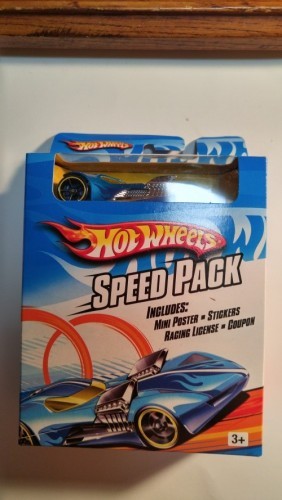 HOT WHEELS
HOT WHEELS
SPEED PACK
INCLUDES:
MINI POSTER • STICKERS
RACING LICENSE • COUPON
3+